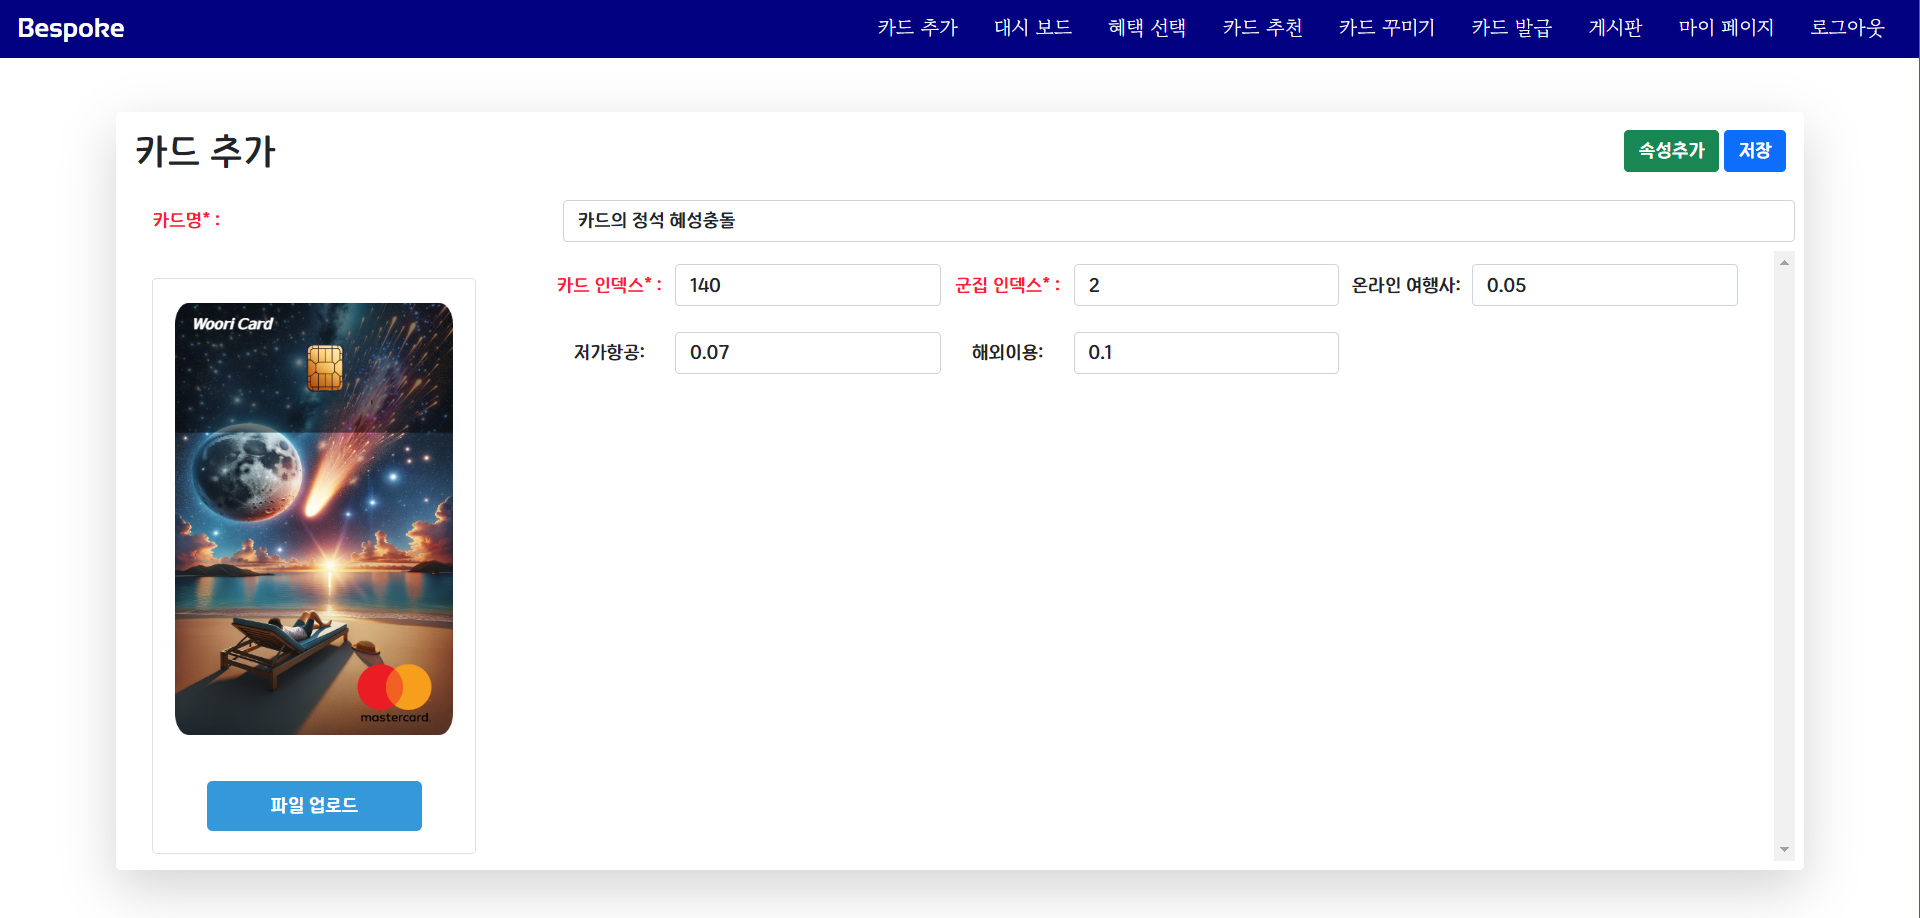 Bespoke 카드 추가 대시 보드 혜택 선택 카드 추천 카드 꾸미기 카드 발급 게시판 마이 페이지 로그아웃
카드 추가 속성추가 저장
카드명* : 카드의 정석 혜성충돌
카드 인덱스* : 140 군집 인덱스* : 2 온라인 여행사: 0.05
저가항공: 0.07 해외이용: 0.1
Woori Card
mastercard.
파일 업로드